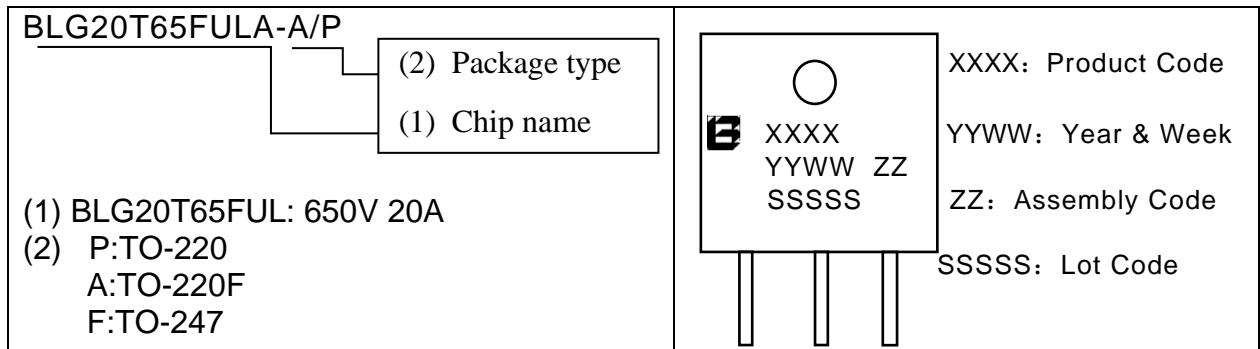 BLG20T65FULA-A/P
(2) Package type
(1) Chip name
(1) BLG20T65FUL: 650V 20A
(2) P:TO-220
A:TO-220F
F:TO-247
XXXX
YYWW ZZ
SSSSS
XXXX：Product Code
YYWW：Year & Week
ZZ：Assembly Code
SSSSS：Lot Code